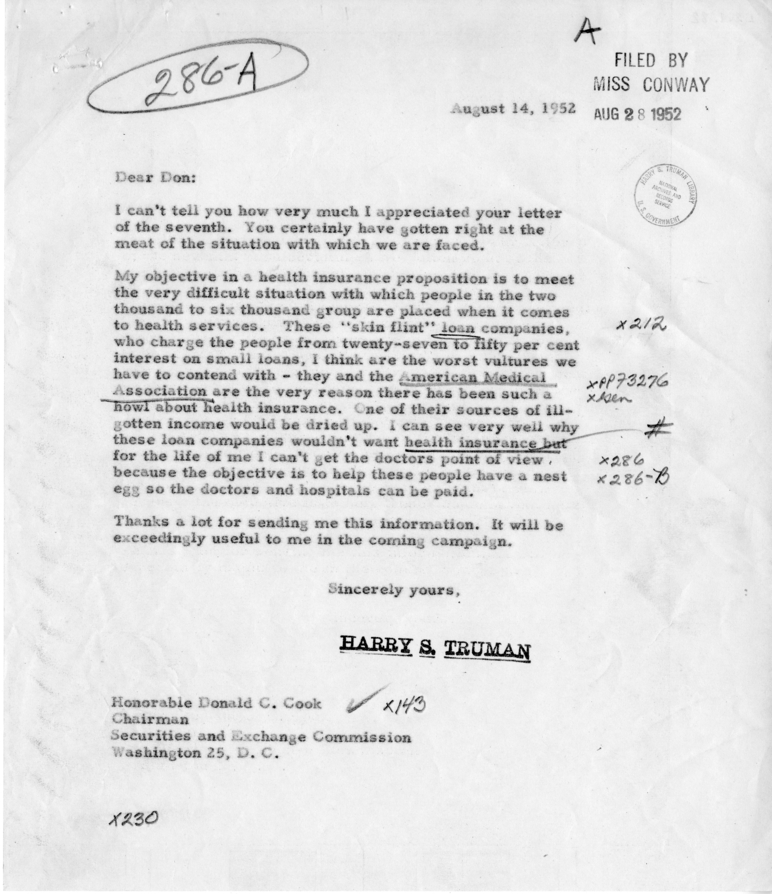 A
286-A
FILED BY
MISS CONWAY
AUG 28 1952
August 14, 1952
HARRY S. TRUMAN LIBRARY
NATIONAL
ARCHIVES AND
RECORDS
SERVICE
U. S. GOVERNMENT
Dear Don:
I can't tell you how very much I appreciated your letter
of the seventh. You certainly have gotten right at the
meat of the situation with which we are faced.
My objective in a health insurance proposition is to meet
the very difficult situation with which people in the two
thousand to six thousand group are placed when it comes
to health services. These "skin flint" loan companies, x212
who charge the people from twenty-seven to fifty per cent
interest on small loans, I think are the worst vultures we
have to contend with - they and the American Medical xPP73276
Association are the very reason there has been such a
howl about health insurance. One of their sources of ill-
gotten income would be dried up. I can see very well why #
these loan companies wouldn't want health insurance but
for the life of me I can't get the doctors point of view, x286
because the objective is to help these people have a nest x286-B
egg so the doctors and hospitals can be paid.
Thanks a lot for sending me this information. It will be
exceedingly useful to me in the coming campaign.
Sincerely yours,
HARRY S. TRUMAN
Honorable Donald C. Cook x143
Chairman
Securities and Exchange Commission
Washington 25, D. C.
x230